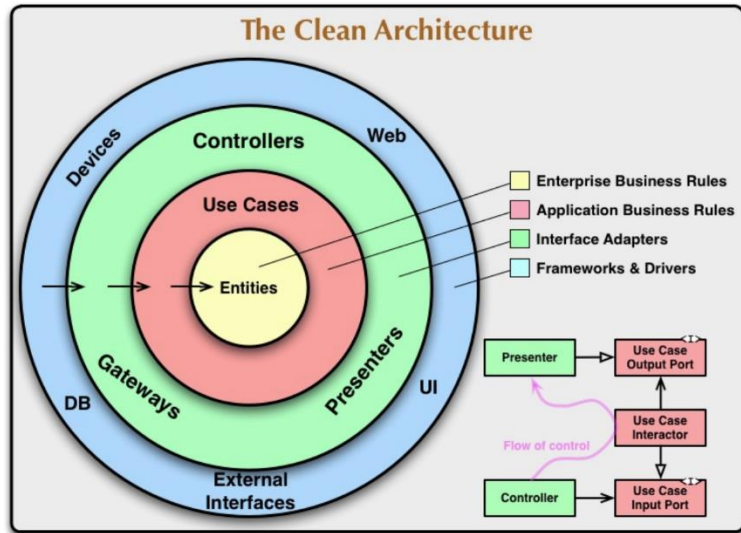 The Clean Architecture
Devices
Web
Controllers
Use Cases
Entities
Gateways
Presenters
DB
UI
External
Interfaces
Enterprise Business Rules
Application Business Rules
Interface Adapters
Frameworks & Drivers
Presenter
Use Case
Output Port
Flow of control
Use Case
Interactor
Controller
Use Case
Input Port